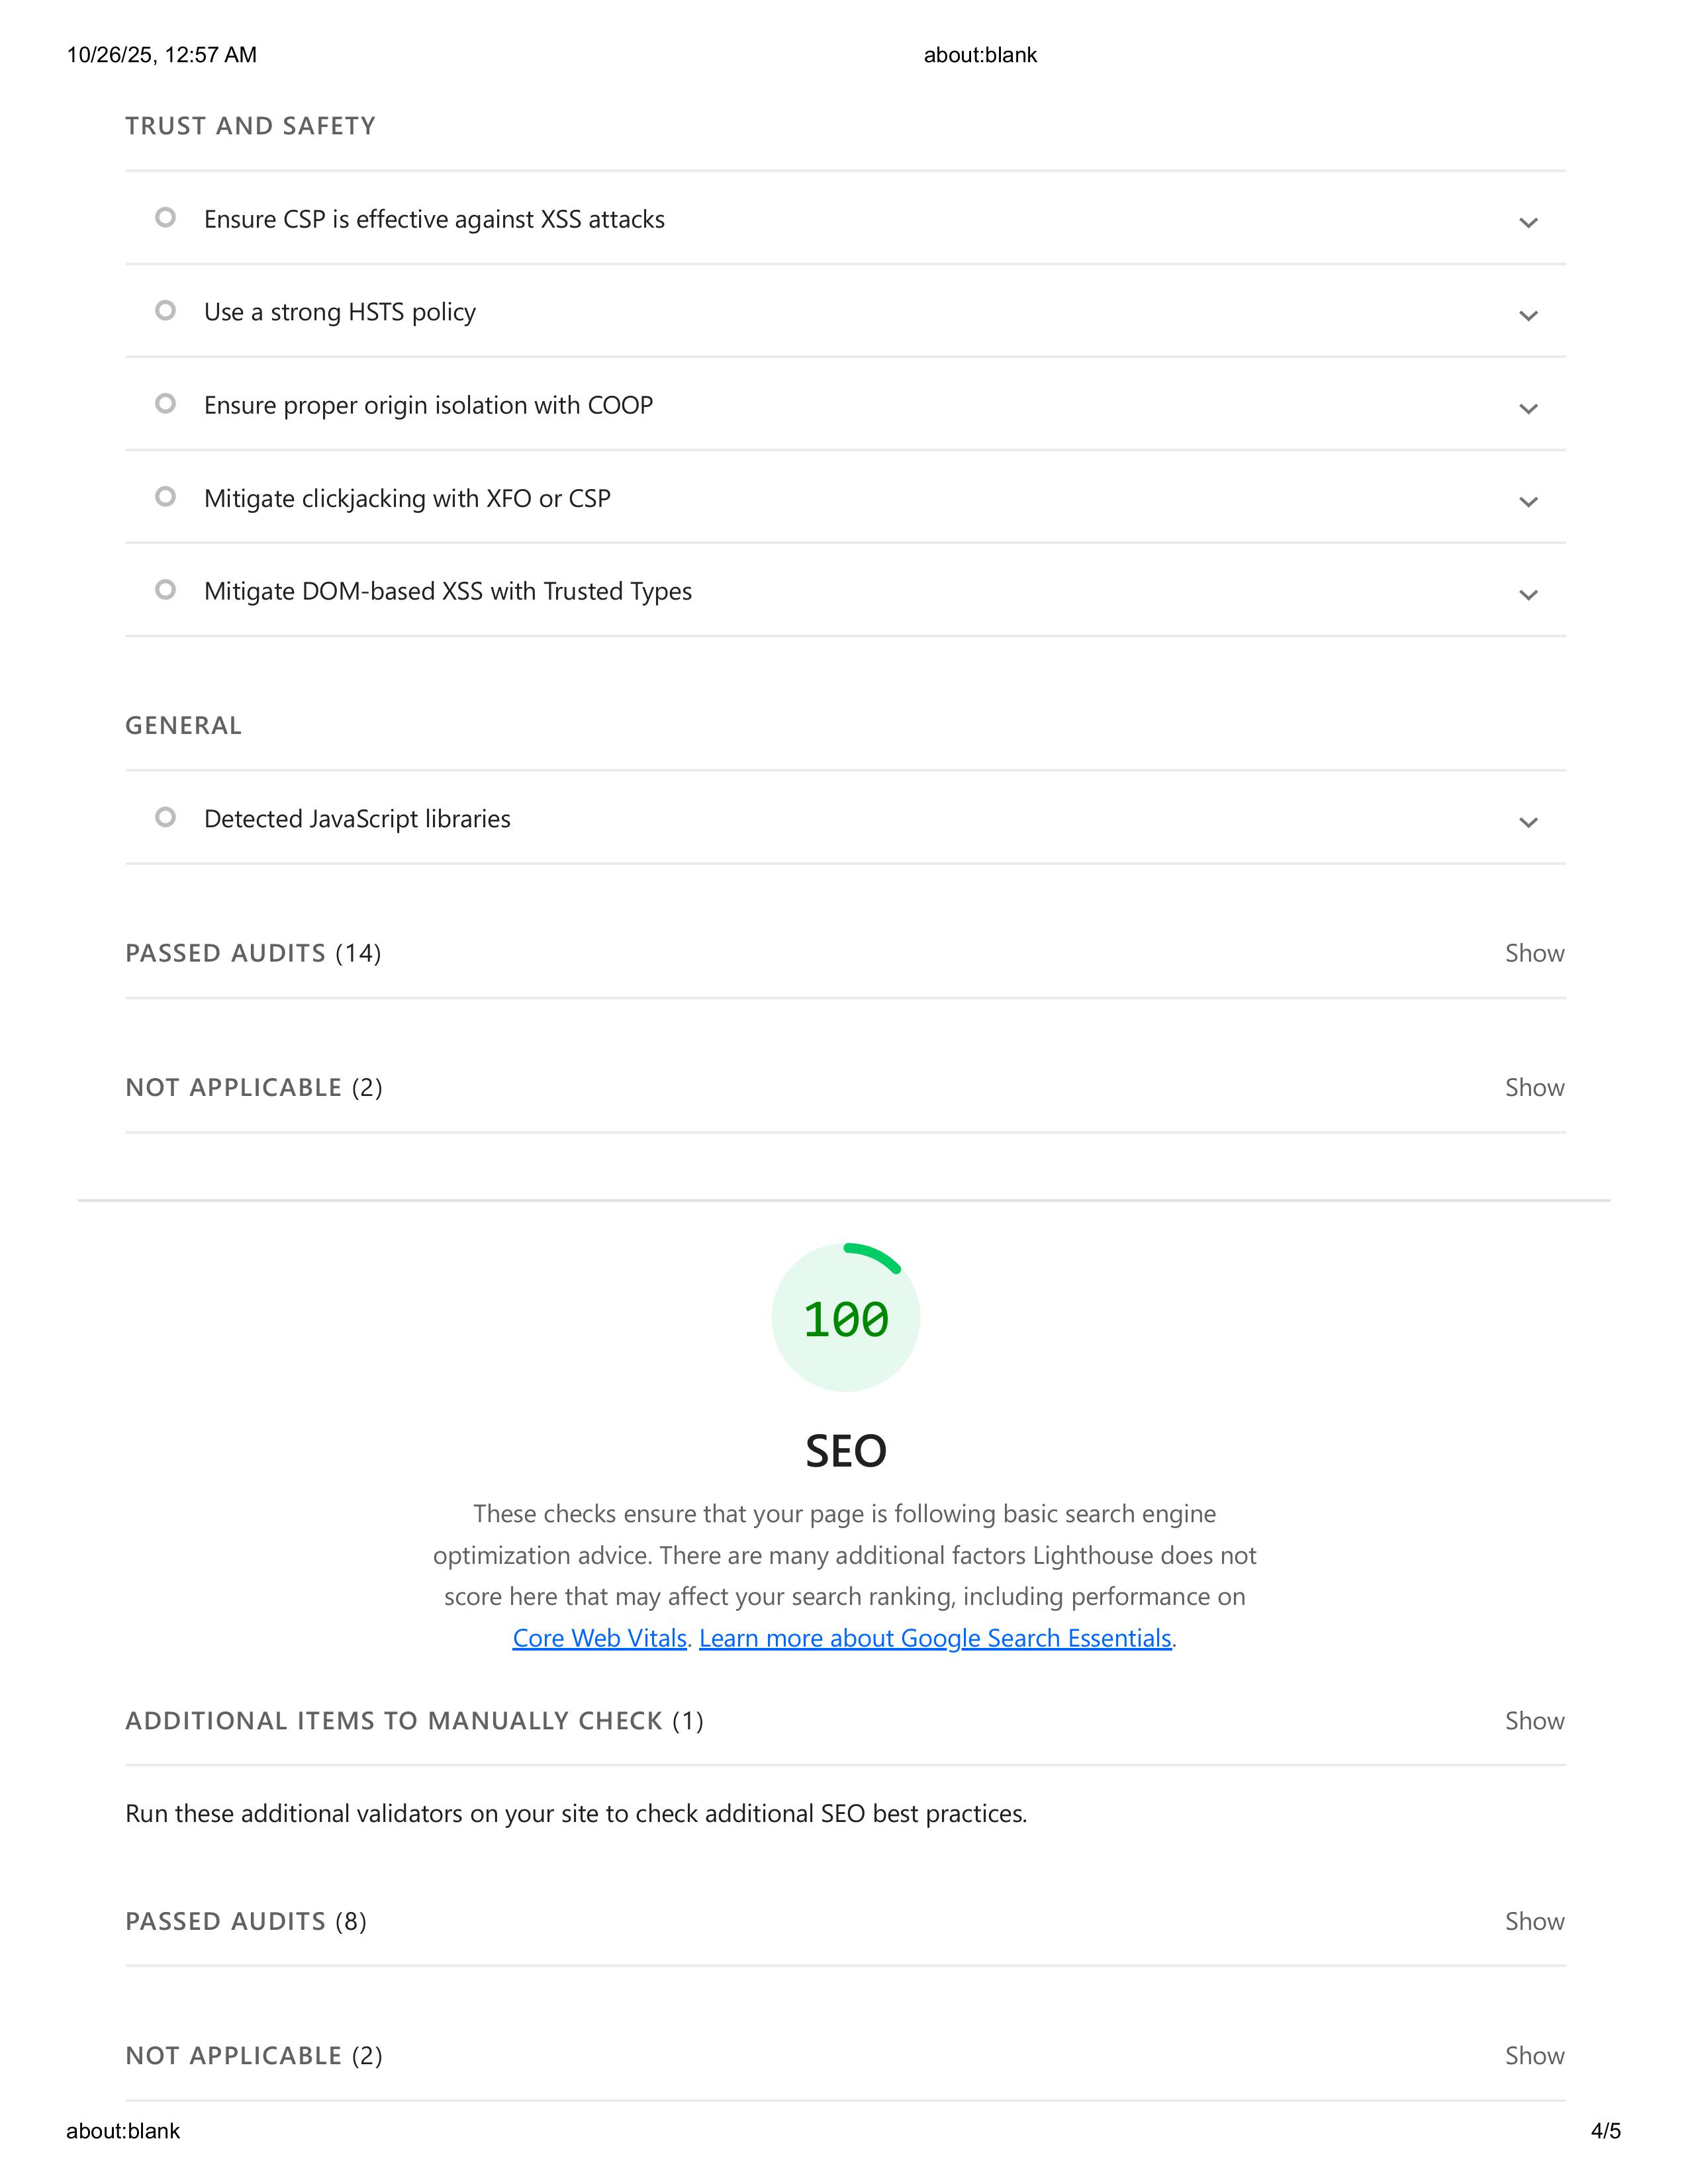 10/26/25, 12:57 AM about:blank
TRUST AND SAFETY
Ensure CSP is effective against XSS attacks
Use a strong HSTS policy
Ensure proper origin isolation with COOP
Mitigate clickjacking with XFO or CSP
Mitigate DOM-based XSS with Trusted Types
GENERAL
Detected JavaScript libraries
PASSED AUDITS (14) Show
NOT APPLICABLE (2) Show
100
SEO
These checks ensure that your page is following basic search engine
optimization advice. There are many additional factors Lighthouse does not
score here that may affect your search ranking, including performance on
Core Web Vitals. Learn more about Google Search Essentials.
ADDITIONAL ITEMS TO MANUALLY CHECK (1) Show
Run these additional validators on your site to check additional SEO best practices.
PASSED AUDITS (8) Show
NOT APPLICABLE (2) Show
about:blank 4/5